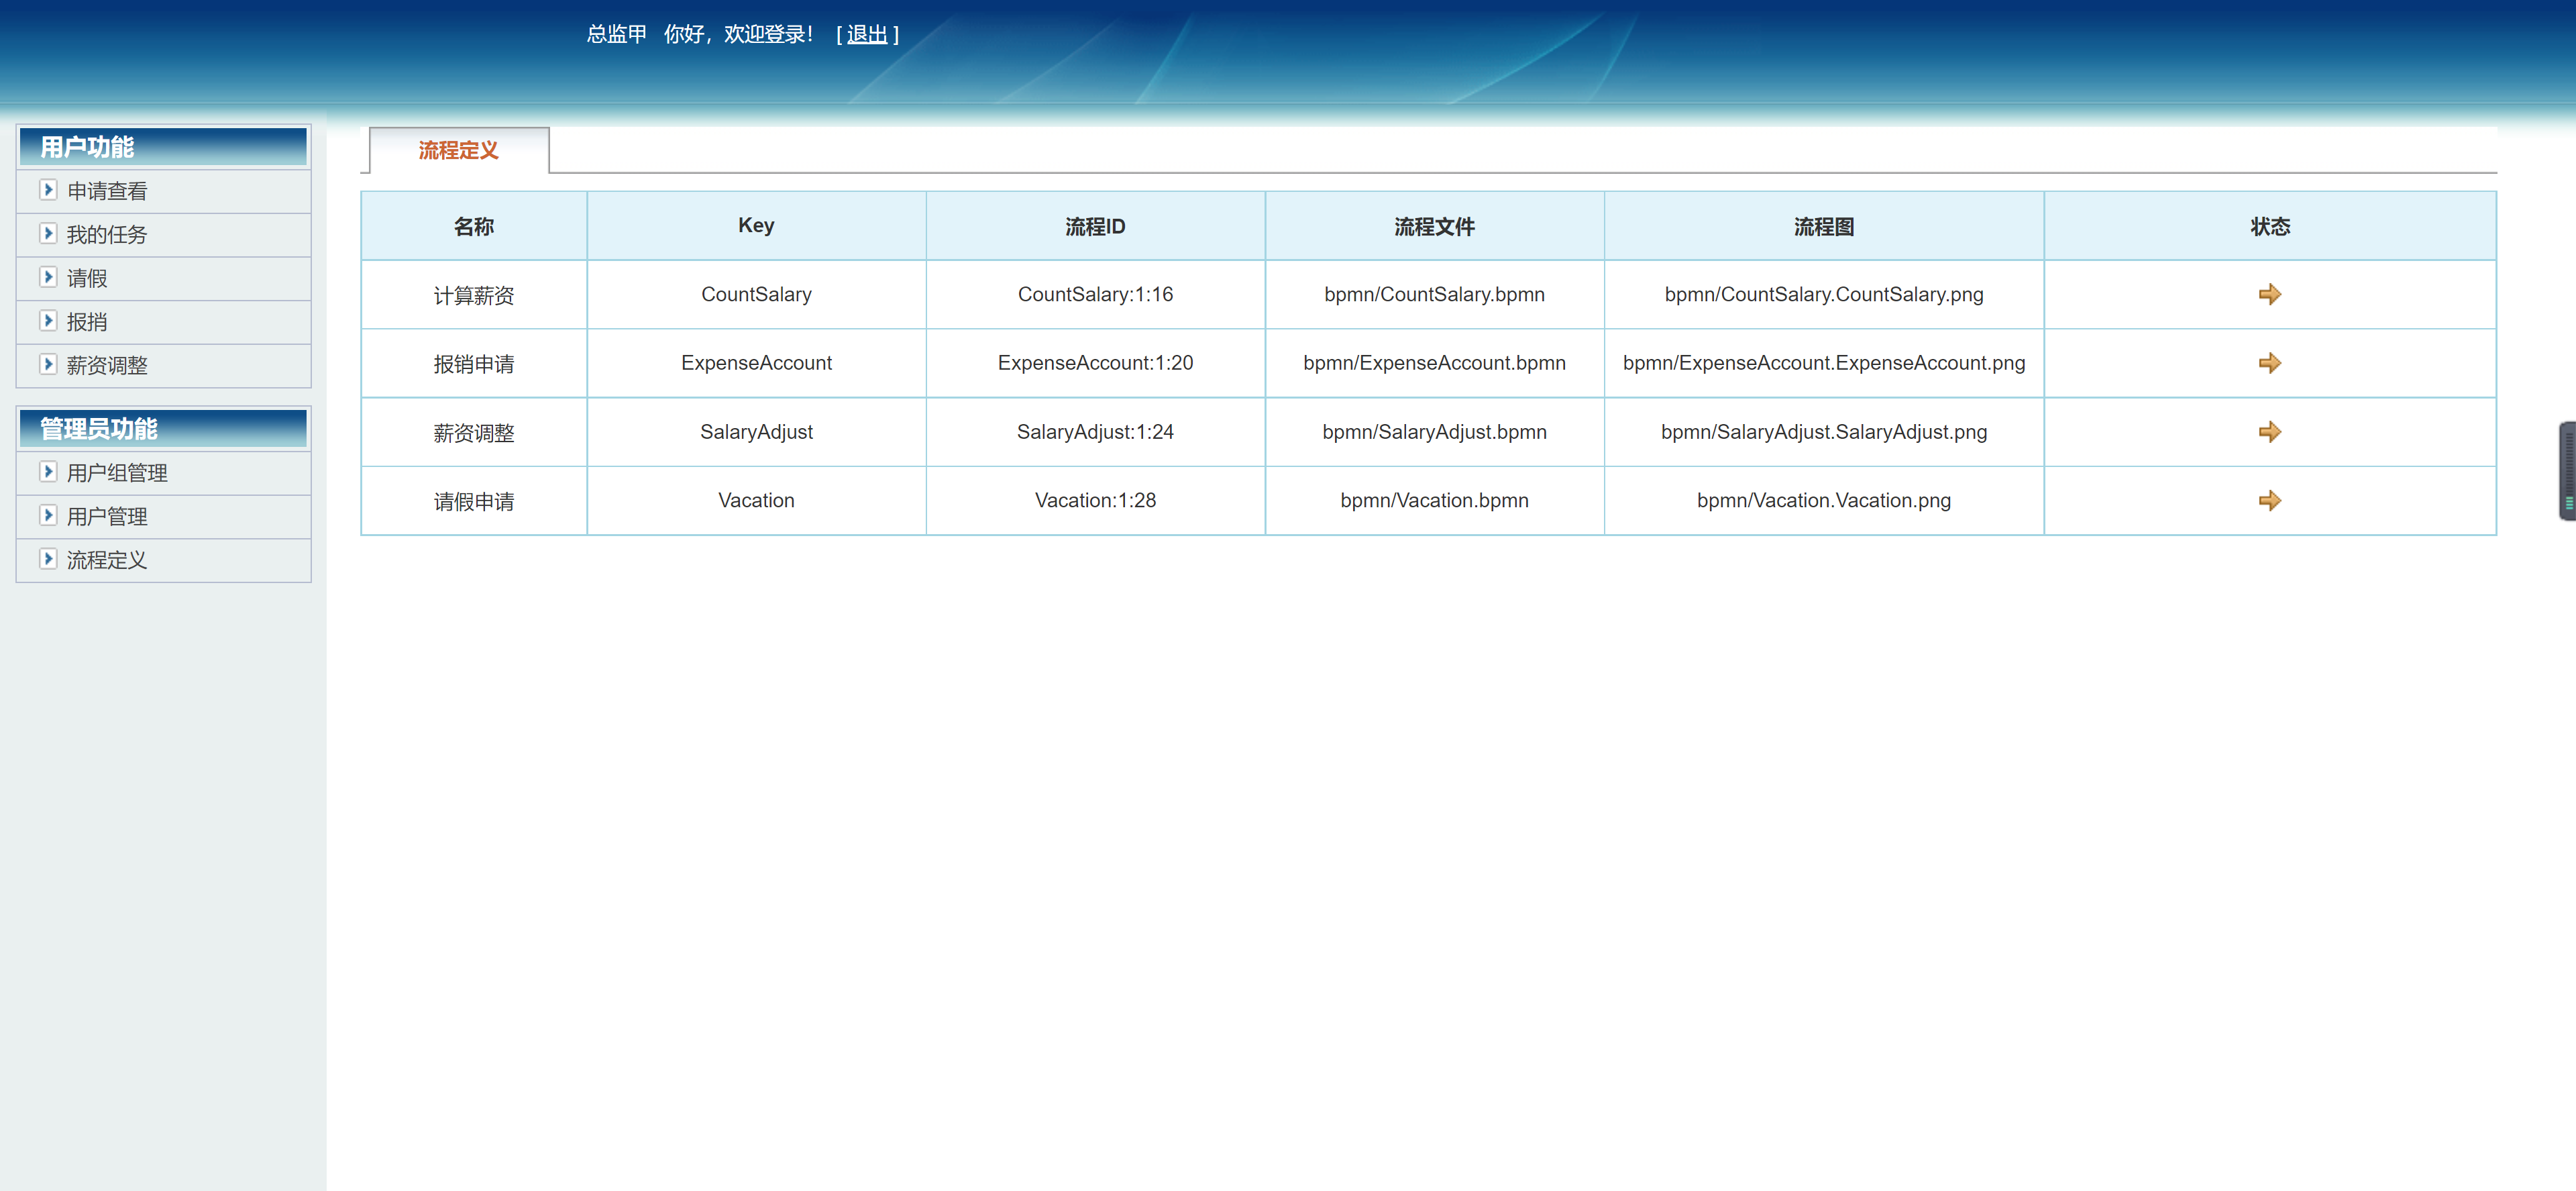 总监甲 你好，欢迎登录！ [ 退出 ]
用户功能
申请查看
我的任务
请假
报捎
薪资调整
管理员功能
用户组管理
用户管理
流程定义
流程定义
名称 Key 流程ID 流程文件 流程图 状态
计算薪资 CountSalary CountSalary:1:16 bpmn/CountSalary.bpmn bpmn/CountSalary.CountSalary.png
报销申请 ExpenseAccount ExpenseAccount:1:20 bpmn/ExpenseAccount.bpmn bpmn/ExpenseAccount.ExpenseAccount.png
薪资调整 SalaryAdjust SalaryAdjust:1:24 bpmn/SalaryAdjust.bpmn bpmn/SalaryAdjust.SalaryAdjust.png
请假申请 Vacation Vacation:1:28 bpmn/Vacation.bpmn bpmn/Vacation.Vacation.png